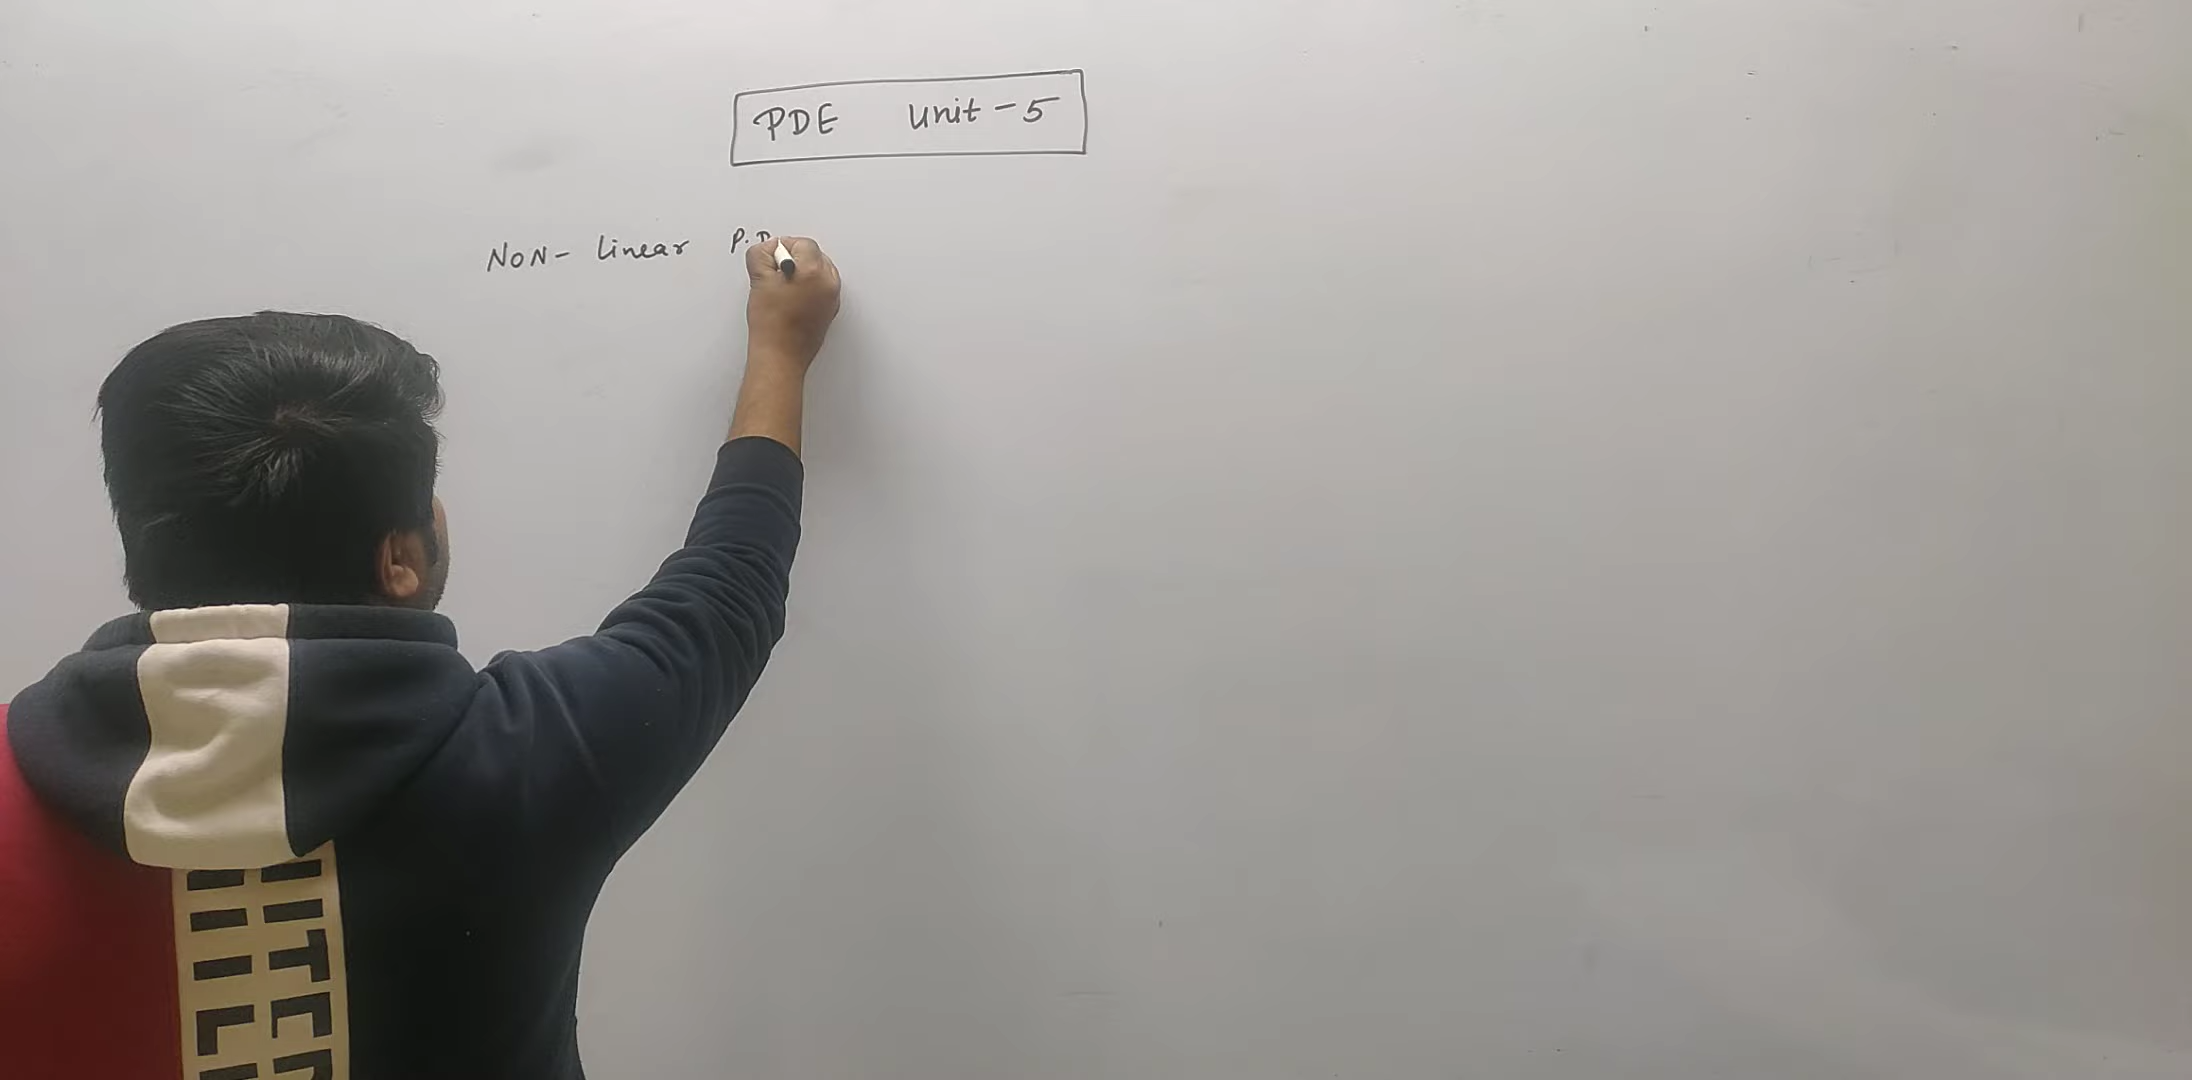 PDE Unit - 5
NON - Linear P.D